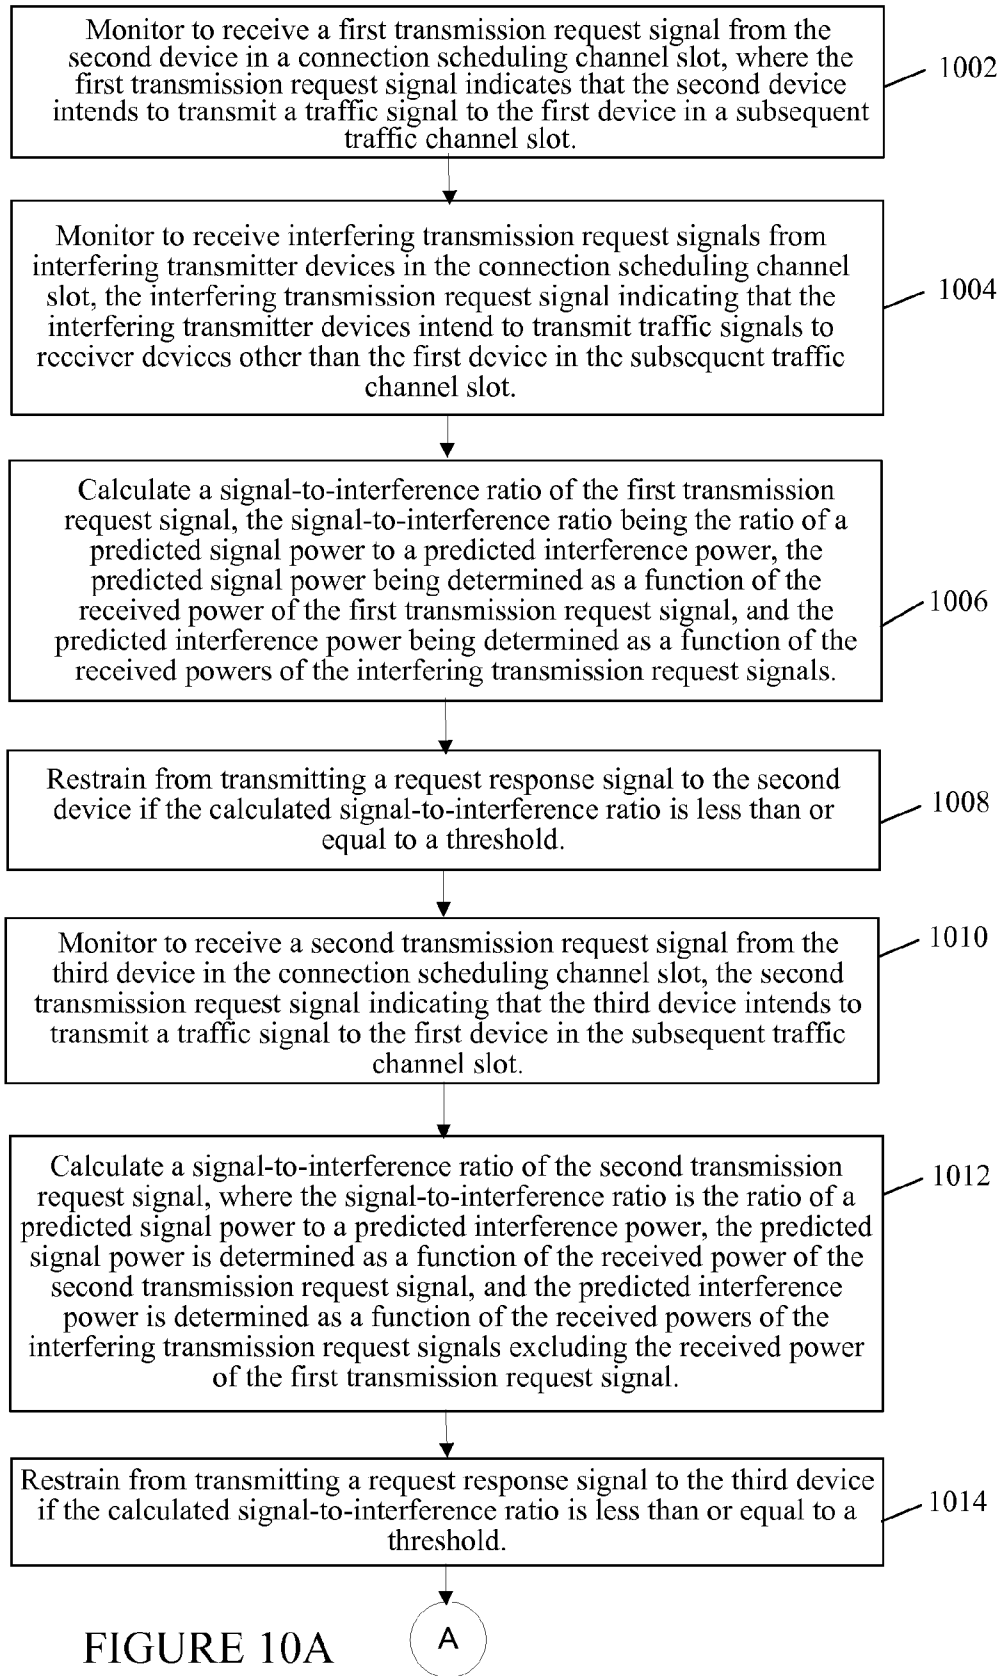 Monitor to receive a first transmission request signal from the
second device in a connection scheduling channel slot, where the
first transmission request signal indicates that the second device
intends to transmit a traffic signal to the first device in a subsequent
traffic channel slot.
1002
Monitor to receive interfering transmission request signals from
interfering transmitter devices in the connection scheduling channel
slot, the interfering transmission request signal indicating that the
interfering transmitter devices intend to transmit traffic signals to
receiver devices other than the first device in the subsequent traffic
channel slot.
1004
Calculate a signal-to-interference ratio of the first transmission
request signal, the signal-to-interference ratio being the ratio of a
predicted signal power to a predicted interference power, the
predicted signal power being determined as a function of the
received power of the first transmission request signal, and the
predicted interference power being determined as a function of the
received powers of the interfering transmission request signals.
1006
Restrain from transmitting a request response signal to the second
device if the calculated signal-to-interference ratio is less than or
equal to a threshold.
1008
Monitor to receive a second transmission request signal from the
third device in the connection scheduling channel slot, the second
transmission request signal indicating that the third device intends to
transmit a traffic signal to the first device in the subsequent traffic
channel slot.
1010
Calculate a signal-to-interference ratio of the second transmission
request signal, where the signal-to-interference ratio is the ratio of a
predicted signal power to a predicted interference power, the predicted
signal power is determined as a function of the received power of the
second transmission request signal, and the predicted interference
power is determined as a function of the received powers of the
interfering transmission request signals excluding the received power
of the first transmission request signal.
1012
Restrain from transmitting a request response signal to the third device
if the calculated signal-to-interference ratio is less than or equal to a
threshold.
1014
A
FIGURE 10A